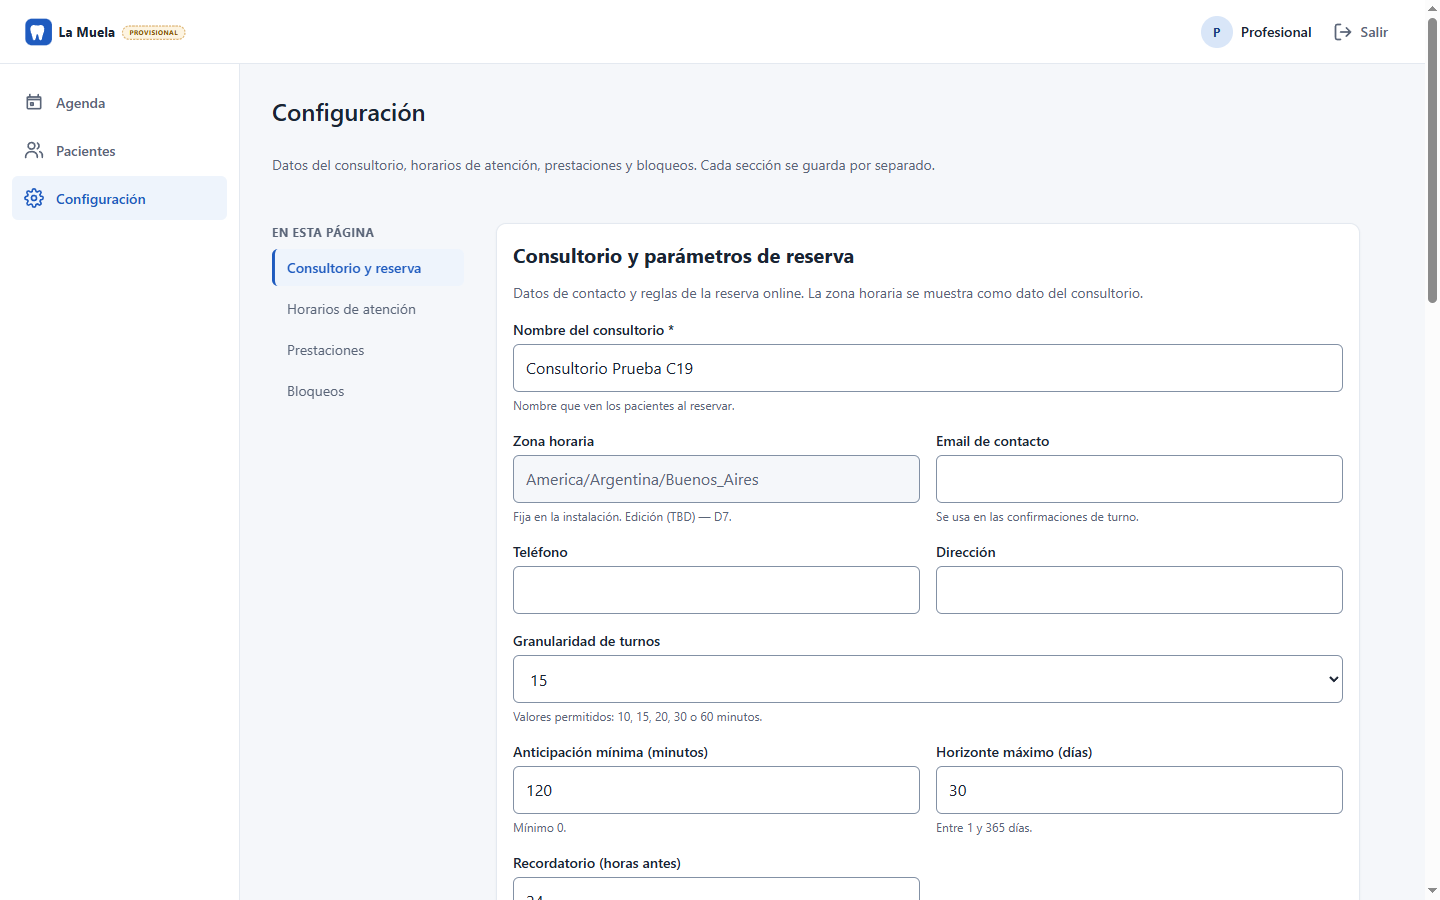 La Muela PROVISIONAL
P Profesional Salir
Agenda
Pacientes
Configuración
Configuración
Datos del consultorio, horarios de atención, prestaciones y bloqueos. Cada sección se guarda por separado.
EN ESTA PÁGINA
Consultorio y reserva
Horarios de atención
Prestaciones
Bloqueos
Consultorio y parámetros de reserva
Datos de contacto y reglas de la reserva online. La zona horaria se muestra como dato del consultorio.
Nombre del consultorio *
Consultorio Prueba C19
Nombre que ven los pacientes al reservar.
Zona horaria
America/Argentina/Buenos_Aires
Fija en la instalación. Edición (TBD) — D7.
Email de contacto
Se usa en las confirmaciones de turno.
Teléfono
Dirección
Granularidad de turnos
15
Valores permitidos: 10, 15, 20, 30 o 60 minutos.
Anticipación mínima (minutos)
120
Mínimo 0.
Horizonte máximo (días)
30
Entre 1 y 365 días.
Recordatorio (horas antes)
24